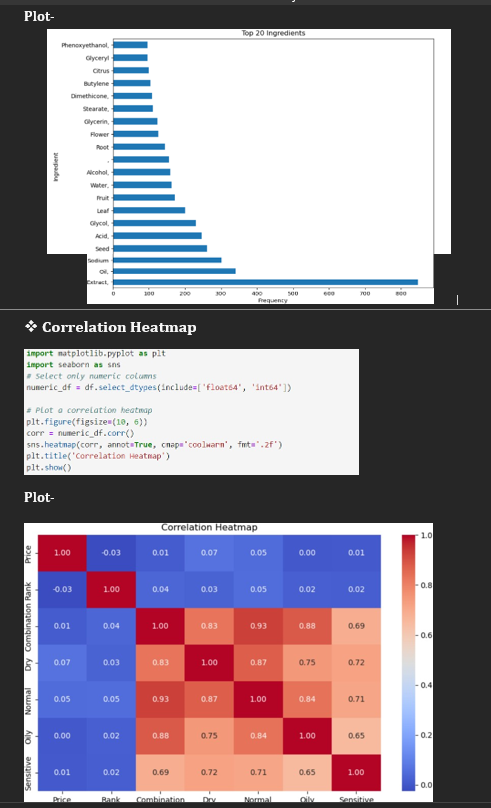 Plot-
Top 20 Ingredients
Phenoxyethanol,
Glyceryl
Citrus
Butylene
Dimethicone,
Stearate,
Glycerin,
Flower
Root
,
Alcohol,
Water,
Fruit
Leaf
Glycol,
Acid,
Seed
Sodium
Oil,
Extract,
Ingredient
0 100 200 300 400 500 600 700 800
Frequency
❖ Correlation Heatmap
import matplotlib.pyplot as plt
import seaborn as sns
# Select only numeric columns
numeric_df = df.select_dtypes(include=['float64', 'int64'])
# Plot a correlation heatmap
plt.figure(figsize=(10, 6))
corr = numeric_df.corr()
sns.heatmap(corr, annot=True, cmap='coolwarm', fmt='.2f')
plt.title('Correlation Heatmap')
plt.show()
Plot-
Correlation Heatmap
Price 1.00 -0.03 0.01 0.07 0.05 0.00 0.01
Rank -0.03 1.00 0.04 0.03 0.05 0.02 0.02
Combination 0.01 0.04 1.00 0.83 0.93 0.88 0.69
Dry 0.07 0.03 0.83 1.00 0.87 0.75 0.72
Normal 0.05 0.05 0.93 0.87 1.00 0.84 0.71
Oily 0.00 0.02 0.88 0.75 0.84 1.00 0.65
Sensitive 0.01 0.02 0.69 0.72 0.71 0.65 1.00
Price Rank Combination Dry Normal Oily Sensitive
1.0
0.8
0.6
0.4
0.2
0.0